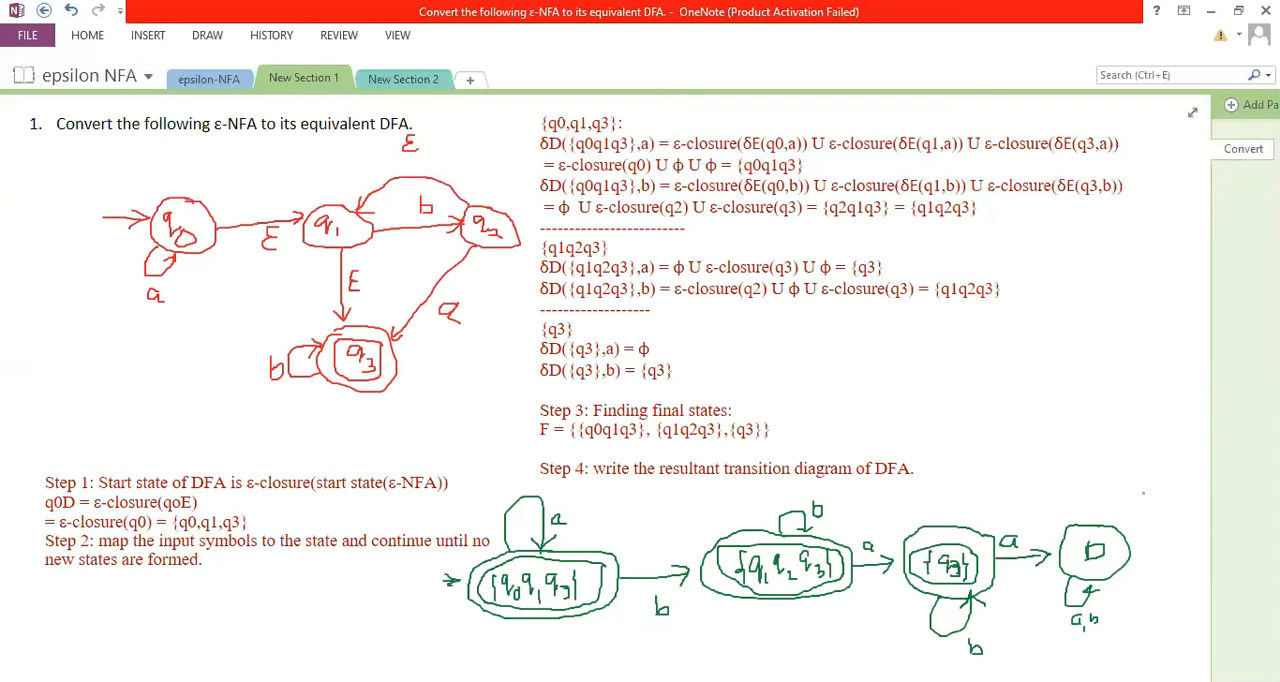 Convert the following ε-NFA to its equivalent DFA. - OneNote (Product Activation Failed)
FILE HOME INSERT DRAW HISTORY REVIEW VIEW
epsilon NFA epsilon-NFA New Section 1 New Section 2 + Search (Ctrl+E)
Add Pa
Convert
1. Convert the following ε-NFA to its equivalent DFA.
ε
b
q0
q1
q2
ε
a
ε
a
b
q3
Step 1: Start state of DFA is ε-closure(start state(ε-NFA))
q0D = ε-closure(qoE)
= ε-closure(q0) = {q0,q1,q3}
Step 2: map the input symbols to the state and continue until no
new states are formed.
{q0,q1,q3}:
δD({q0q1q3},a) = ε-closure(δE(q0,a)) U ε-closure(δE(q1,a)) U ε-closure(δE(q3,a))
= ε-closure(q0) U ϕ U ϕ = {q0q1q3}
δD({q0q1q3},b) = ε-closure(δE(q0,b)) U ε-closure(δE(q1,b)) U ε-closure(δE(q3,b))
= ϕ U ε-closure(q2) U ε-closure(q3) = {q2q1q3} = {q1q2q3}
------------------------
{q1q2q3}
δD({q1q2q3},a) = ϕ U ε-closure(q3) U ϕ = {q3}
δD({q1q2q3},b) = ε-closure(q2) U ϕ U ε-closure(q3) = {q1q2q3}
------------------
{q3}
δD({q3},a) = ϕ
δD({q3},b) = {q3}
Step 3: Finding final states:
F = {{q0q1q3}, {q1q2q3},{q3}}
Step 4: write the resultant transition diagram of DFA.
a
b
{q0q1q3}
b
{q1q2q3}
a
{q3}
a
D
b
a,b